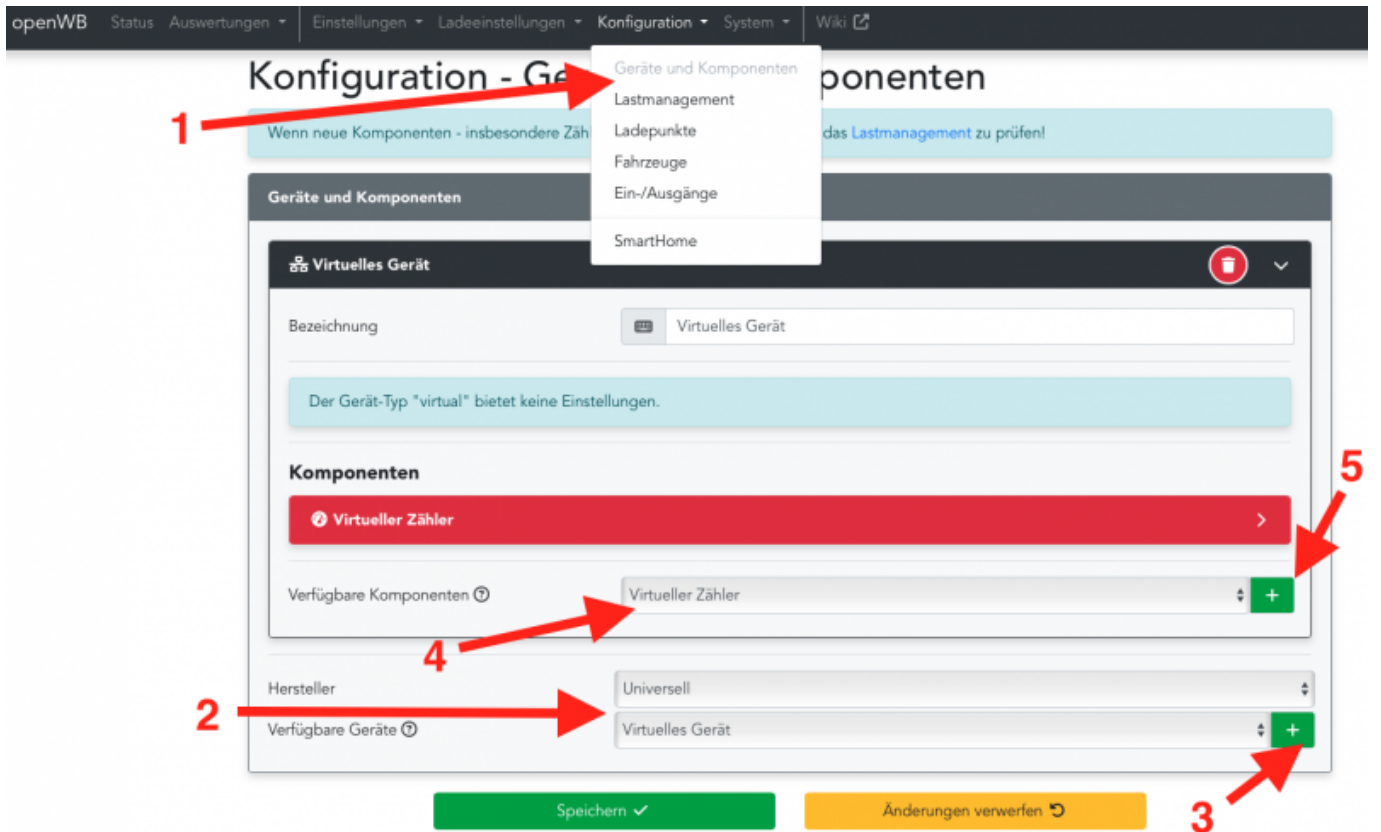 openWB Status Auswertungen Einstellungen Ladeeinstellungen Konfiguration System Wiki
Geräte und Komponenten
Lastmanagement
Ladepunkte
Fahrzeuge
Ein-/Ausgänge
SmartHome
Konfiguration - Ge ponenten
1
Wenn neue Komponenten - insbesondere Zäh das Lastmanagement zu prüfen!
Geräte und Komponenten
Virtuelles Gerät
Bezeichnung Virtuelles Gerät
Der Gerät-Typ "virtual" bietet keine Einstellungen.
Komponenten
5
Virtueller Zähler
Verfügbare Komponenten Virtueller Zähler +
4
Hersteller Universell
2
Verfügbare Geräte Virtuelles Gerät +
3
Speichern Änderungen verwerfen